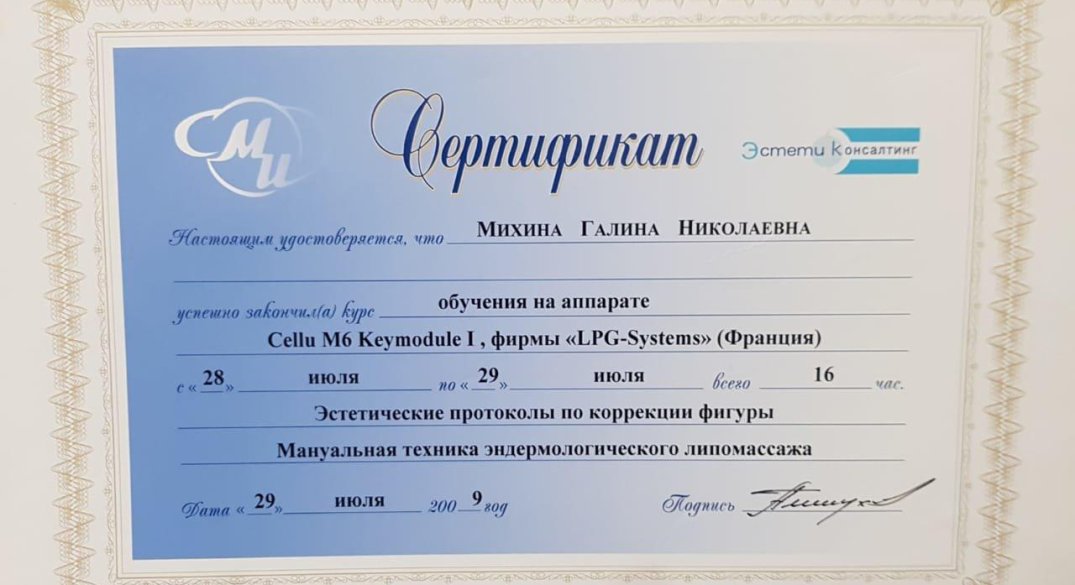 СМИ
Сертификат
Эстети Консалтинг
Настоящим удостоверяется, что МИХИНА ГАЛИНА НИКОЛАЕВНА
успешно закончил(а) курс обучения на аппарате
Cellu M6 Keymodule I , фирмы «LPG-Systems» (Франция)
с « 28 » июля по « 29 » июля всего 16 час.
Эстетические протоколы по коррекции фигуры
Мануальная техника эндермологического липомассажа
Дата « 29 » июля 2009 год Подпись